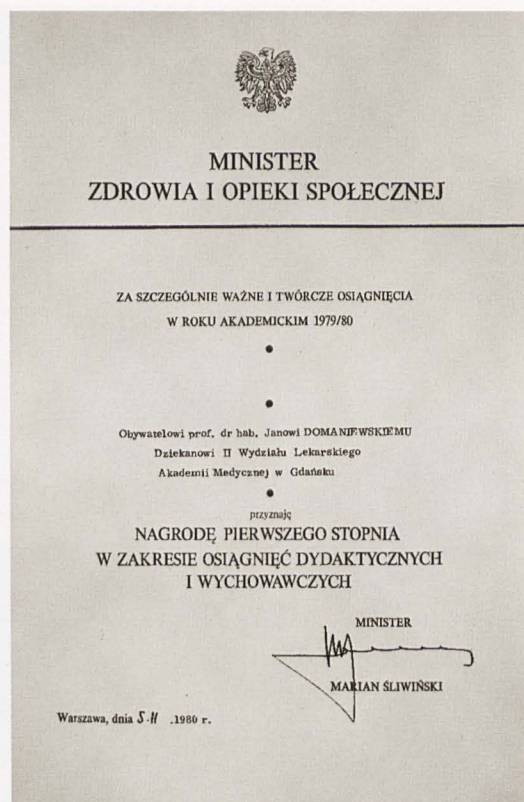 MINISTER
ZDROWIA I OPIEKI SPOŁECZNEJ
ZA SZCZEGÓLNIE WAŻNE I TWÓRCZE OSIĄGNIĘCIA
W ROKU AKADEMICKIM 1979/80
Obywatelowi prof. dr hab. Janowi DOMANIEWSKIEMU
Dziekanowi II Wydziału Lekarskiego
Akademii Medycznej w Gdańsku
przyznaję
NAGRODĘ PIERWSZEGO STOPNIA
W ZAKRESIE OSIĄGNIĘĆ DYDAKTYCZNYCH
I WYCHOWAWCZYCH
MINISTER
MARIAN ŚLIWIŃSKI
Warszawa, dnia 5.11 .1980 r.